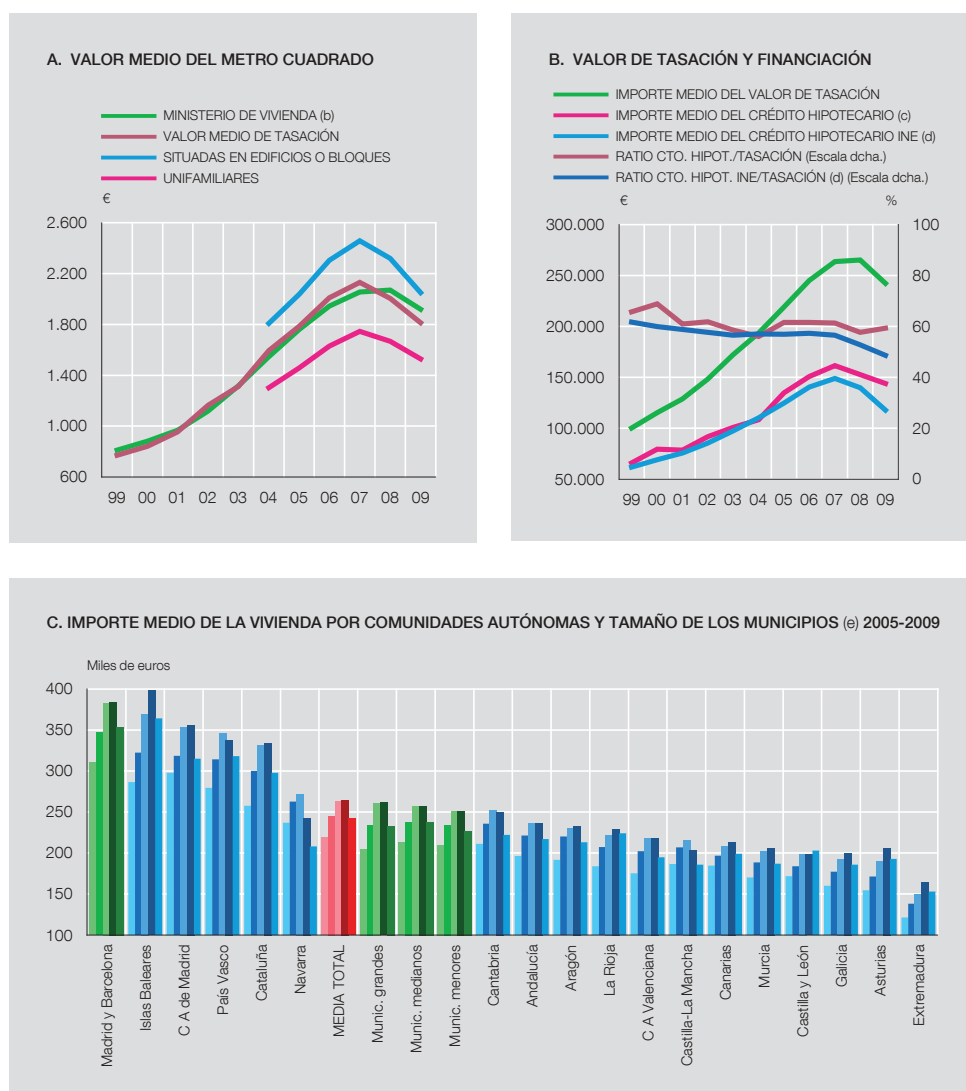 A. VALOR MEDIO DEL METRO CUADRADO
MINISTERIO DE VIVIENDA (b)
VALOR MEDIO DE TASACIÓN
SITUADAS EN EDIFICIOS O BLOQUES
UNIFAMILIARES
€
2.600
2.200
1.800
1.400
1.000
600
99 00 01 02 03 04 05 06 07 08 09
B. VALOR DE TASACIÓN Y FINANCIACIÓN
IMPORTE MEDIO DEL VALOR DE TASACIÓN
IMPORTE MEDIO DEL CRÉDITO HIPOTECARIO (c)
IMPORTE MEDIO DEL CRÉDITO HIPOTECARIO INE (d)
RATIO CTO. HIPOT./TASACIÓN (Escala dcha.)
RATIO CTO. HIPOT. INE/TASACIÓN (d) (Escala dcha.)
€ %
300.000 100
250.000 80
200.000 60
150.000 40
100.000 20
50.000 0
99 00 01 02 03 04 05 06 07 08 09
C. IMPORTE MEDIO DE LA VIVIENDA POR COMUNIDADES AUTÓNOMAS Y TAMAÑO DE LOS MUNICIPIOS (e) 2005-2009
Miles de euros
400
350
300
250
200
150
100
Madrid y Barcelona
Islas Baleares
C A de Madrid
País Vasco
Cataluña
Navarra
MEDIA TOTAL
Munic. grandes
Munic. medianos
Munic. menores
Cantabria
Andalucía
Aragón
La Rioja
C A Valenciana
Castilla-La Mancha
Canarias
Murcia
Castilla y León
Galicia
Asturias
Extremadura